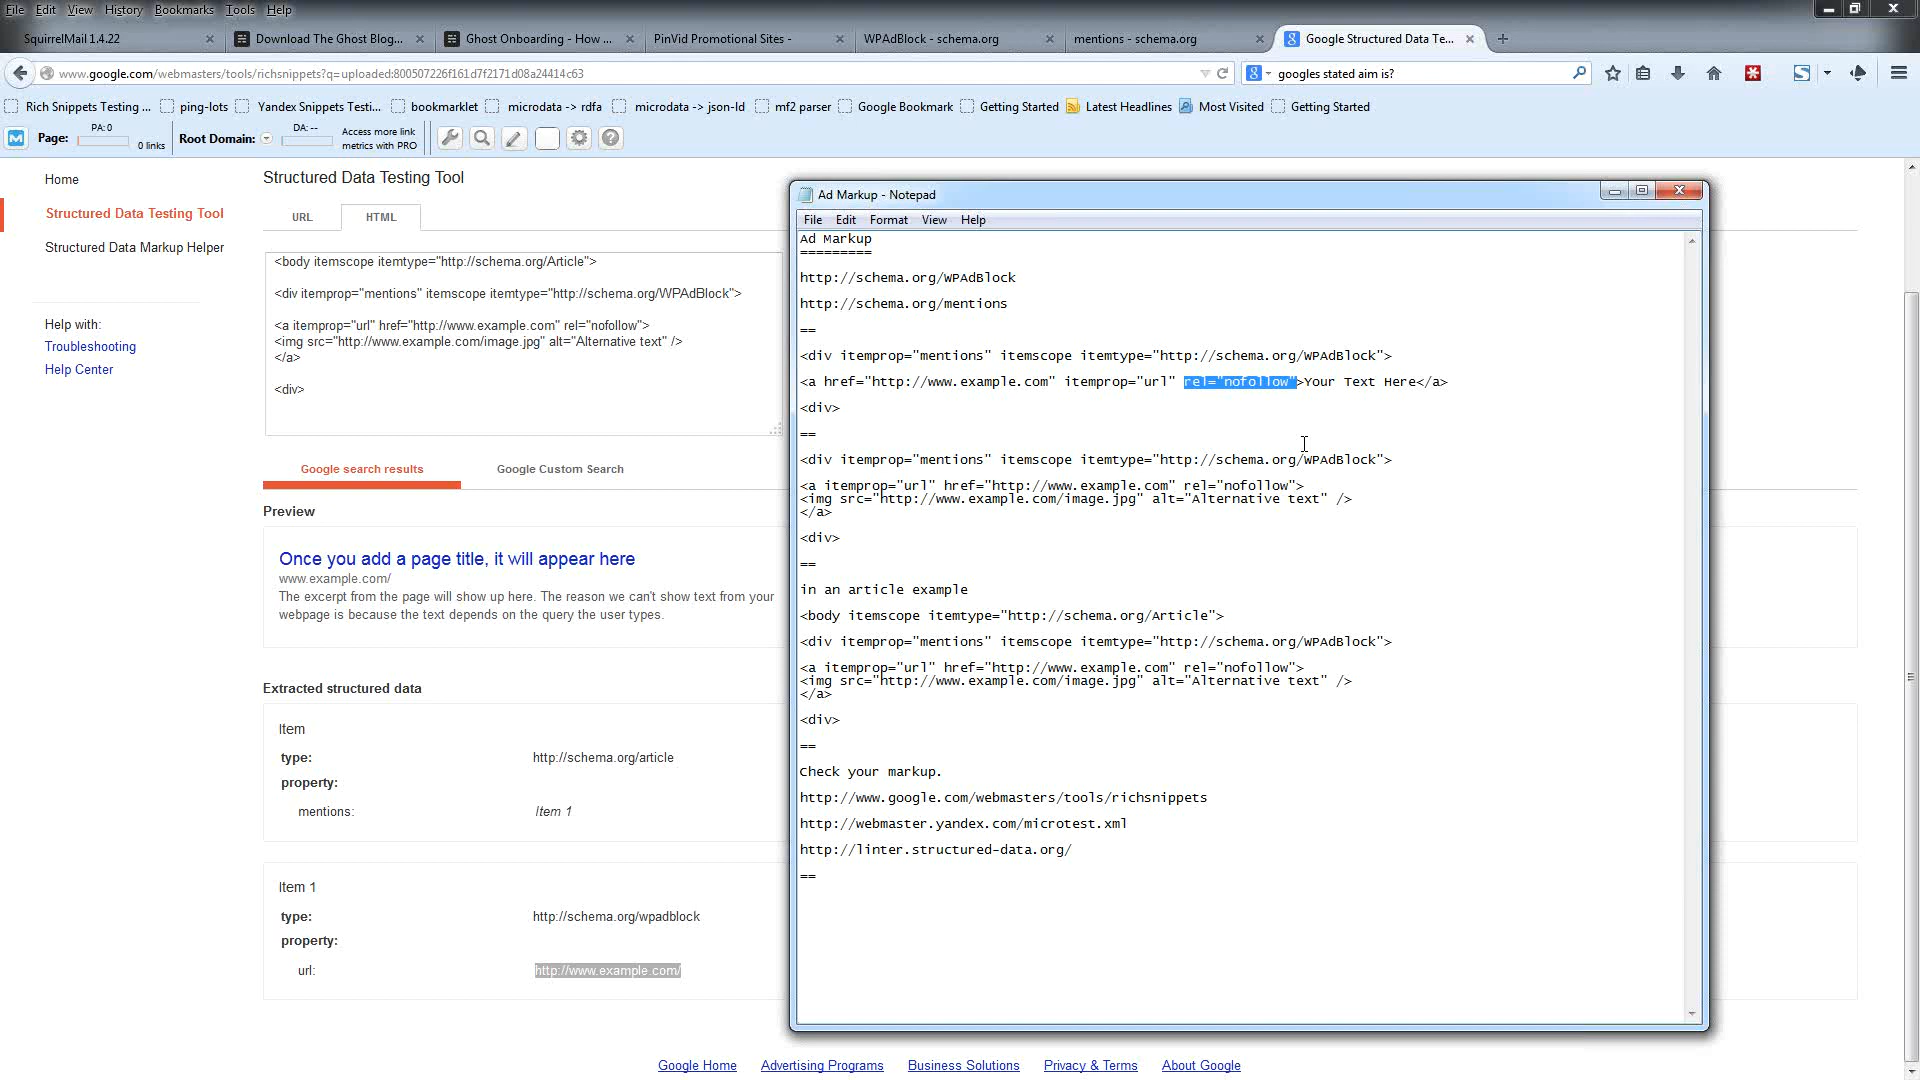 File Edit View History Bookmarks Tools Help
SquirrelMail 1.4.22
Download The Ghost Blog...
Ghost Onboarding - How ...
PinVid Promotional Sites -
WPAdBlock - schema.org
mentions - schema.org
Google Structured Data Te...
www.google.com/webmasters/tools/richsnippets?q=uploaded:800507226f161d7f2171d08a24414c63
googles stated aim is?
Rich Snippets Testing ... ping-lots Yandex Snippets Testi... bookmarklet microdata -> rdfa microdata -> json-ld mf2 parser Google Bookmark Getting Started Latest Headlines Most Visited Getting Started
Page:
PA: 0
0 links
Root Domain:
DA: --
Access more link
metrics with PRO
Home
Structured Data Testing Tool
Structured Data Markup Helper
Help with:
Troubleshooting
Help Center
Structured Data Testing Tool
URL
HTML
<body itemscope itemtype="http://schema.org/Article">
<div itemprop="mentions" itemscope itemtype="http://schema.org/WPAdBlock">
<a itemprop="url" href="http://www.example.com" rel="nofollow">
<img src="http://www.example.com/image.jpg" alt="Alternative text" />
</a>
<div>
Google search results
Google Custom Search
Preview
Once you add a page title, it will appear here
www.example.com/
The excerpt from the page will show up here. The reason we can't show text from your
webpage is because the text depends on the query the user types.
Extracted structured data
Item
type: http://schema.org/article
property:
mentions: Item 1
Item 1
type: http://schema.org/wpadblock
property:
url: http://www.example.com/
Ad Markup - Notepad
File Edit Format View Help
Ad Markup
=========
http://schema.org/WPAdBlock
http://schema.org/mentions
==
<div itemprop="mentions" itemscope itemtype="http://schema.org/WPAdBlock">
<a href="http://www.example.com" itemprop="url" rel="nofollow">Your Text Here</a>
<div>
==
<div itemprop="mentions" itemscope itemtype="http://schema.org/WPAdBlock">
<a itemprop="url" href="http://www.example.com" rel="nofollow">
<img src="http://www.example.com/image.jpg" alt="Alternative text" />
</a>
<div>
==
in an article example
<body itemscope itemtype="http://schema.org/Article">
<div itemprop="mentions" itemscope itemtype="http://schema.org/WPAdBlock">
<a itemprop="url" href="http://www.example.com" rel="nofollow">
<img src="http://www.example.com/image.jpg" alt="Alternative text" />
</a>
<div>
==
Check your markup.
http://www.google.com/webmasters/tools/richsnippets
http://webmaster.yandex.com/microtest.xml
http://linter.structured-data.org/
==
Google Home Advertising Programs Business Solutions Privacy & Terms About Google